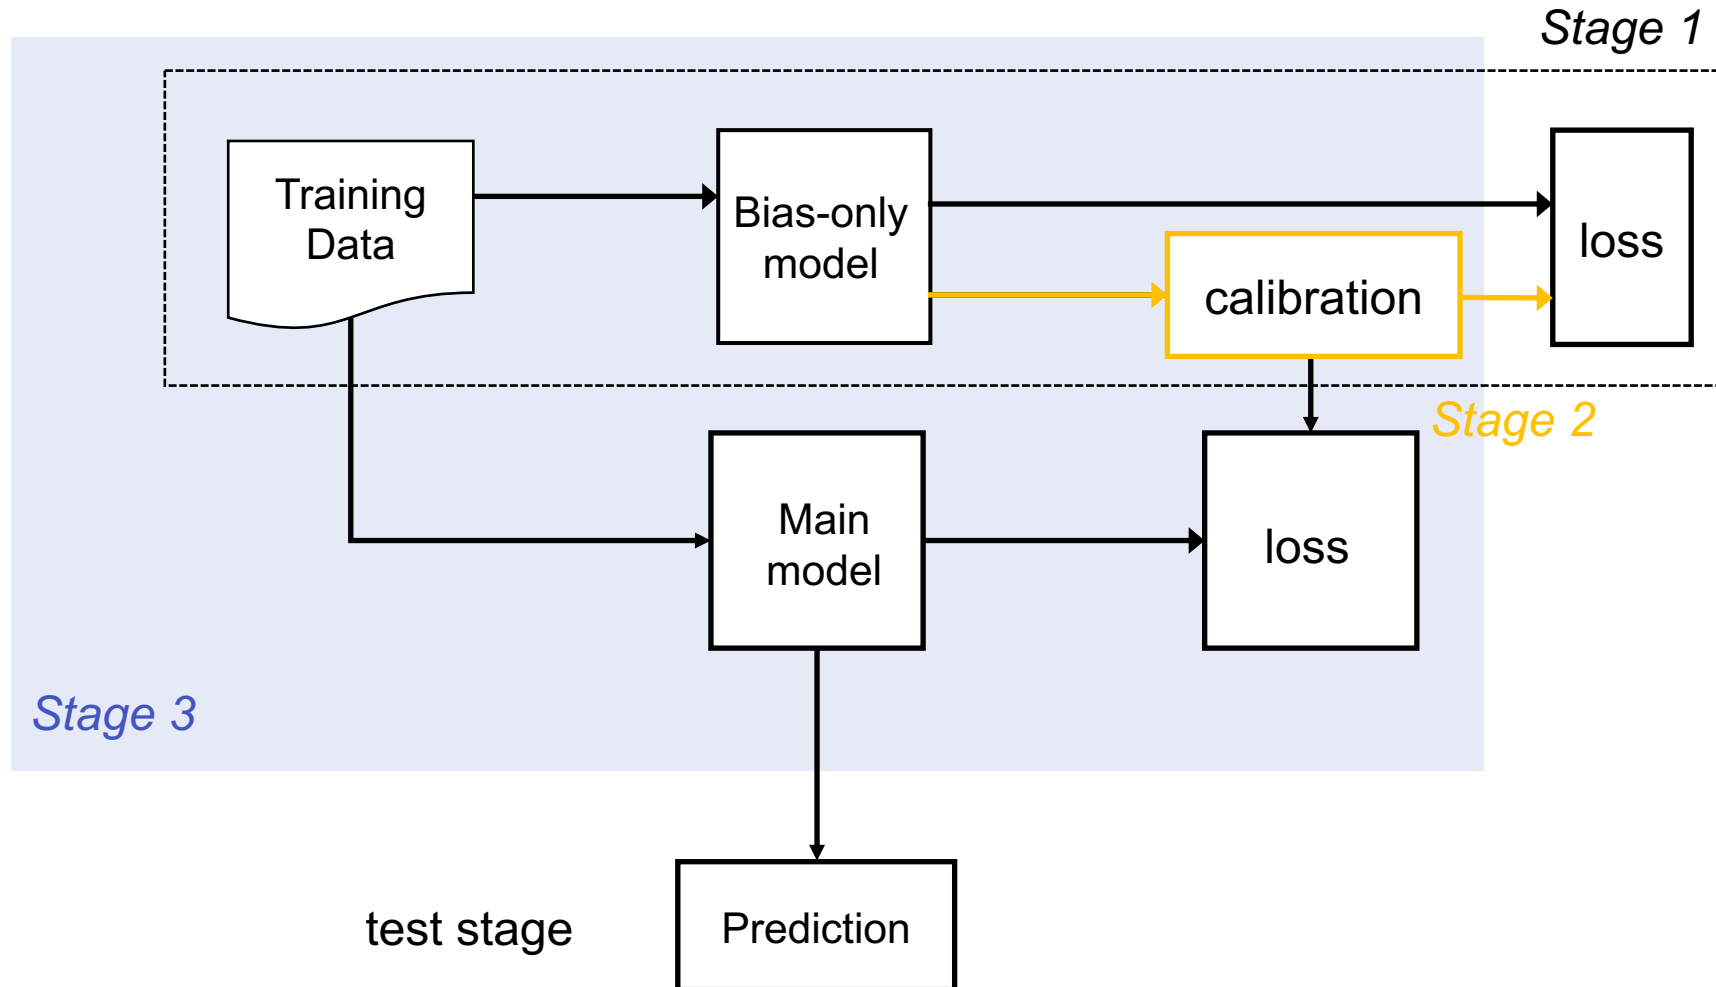 Stage 1
Training
Data
Bias-only
model
loss
calibration
Stage 2
Main
model
loss
Stage 3
test stage
Prediction